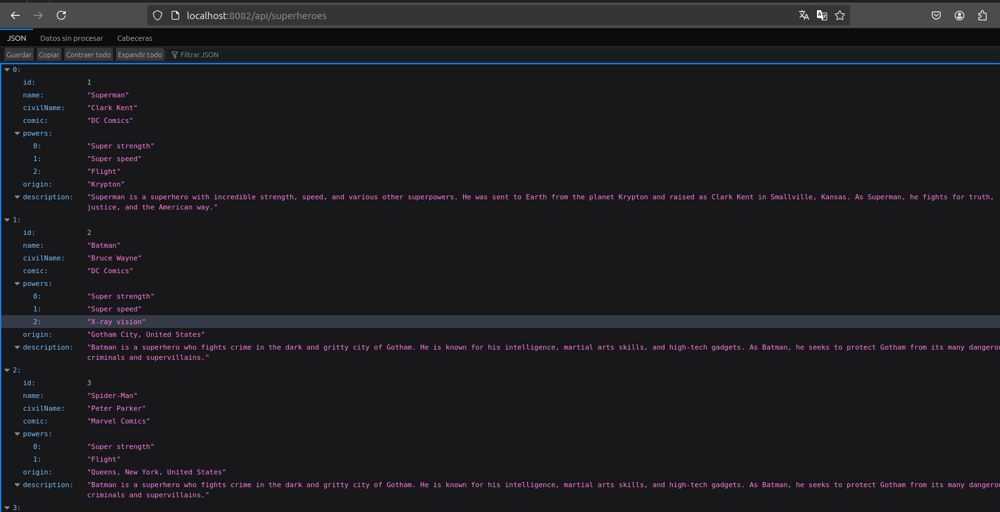 localhost:8082/api/superheroes
JSON Datos sin procesar Cabeceras
Guardar Copiar Contraer todo Expandir todo Filtrar JSON
0:
id: 1
name: "Superman"
civilName: "Clark Kent"
comic: "DC Comics"
powers:
0: "Super strength"
1: "Super speed"
2: "Flight"
origin: "Krypton"
description: "Superman is a superhero with incredible strength, speed, and various other superpowers. He was sent to Earth from the planet Krypton and raised as Clark Kent in Smallville, Kansas. As Superman, he fights for truth,
justice, and the American way."
1:
id: 2
name: "Batman"
civilName: "Bruce Wayne"
comic: "DC Comics"
powers:
0: "Super strength"
1: "Super speed"
2: "X-ray vision"
origin: "Gotham City, United States"
description: "Batman is a superhero who fights crime in the dark and gritty city of Gotham. He is known for his intelligence, martial arts skills, and high-tech gadgets. As Batman, he seeks to protect Gotham from its many dangerou
criminals and supervillains."
2:
id: 3
name: "Spider-Man"
civilName: "Peter Parker"
comic: "Marvel Comics"
powers:
0: "Super strength"
1: "Flight"
origin: "Queens, New York, United States"
description: "Batman is a superhero who fights crime in the dark and gritty city of Gotham. He is known for his intelligence, martial arts skills, and high-tech gadgets. As Batman, he seeks to protect Gotham from its many dangerou
criminals and supervillains."
3: